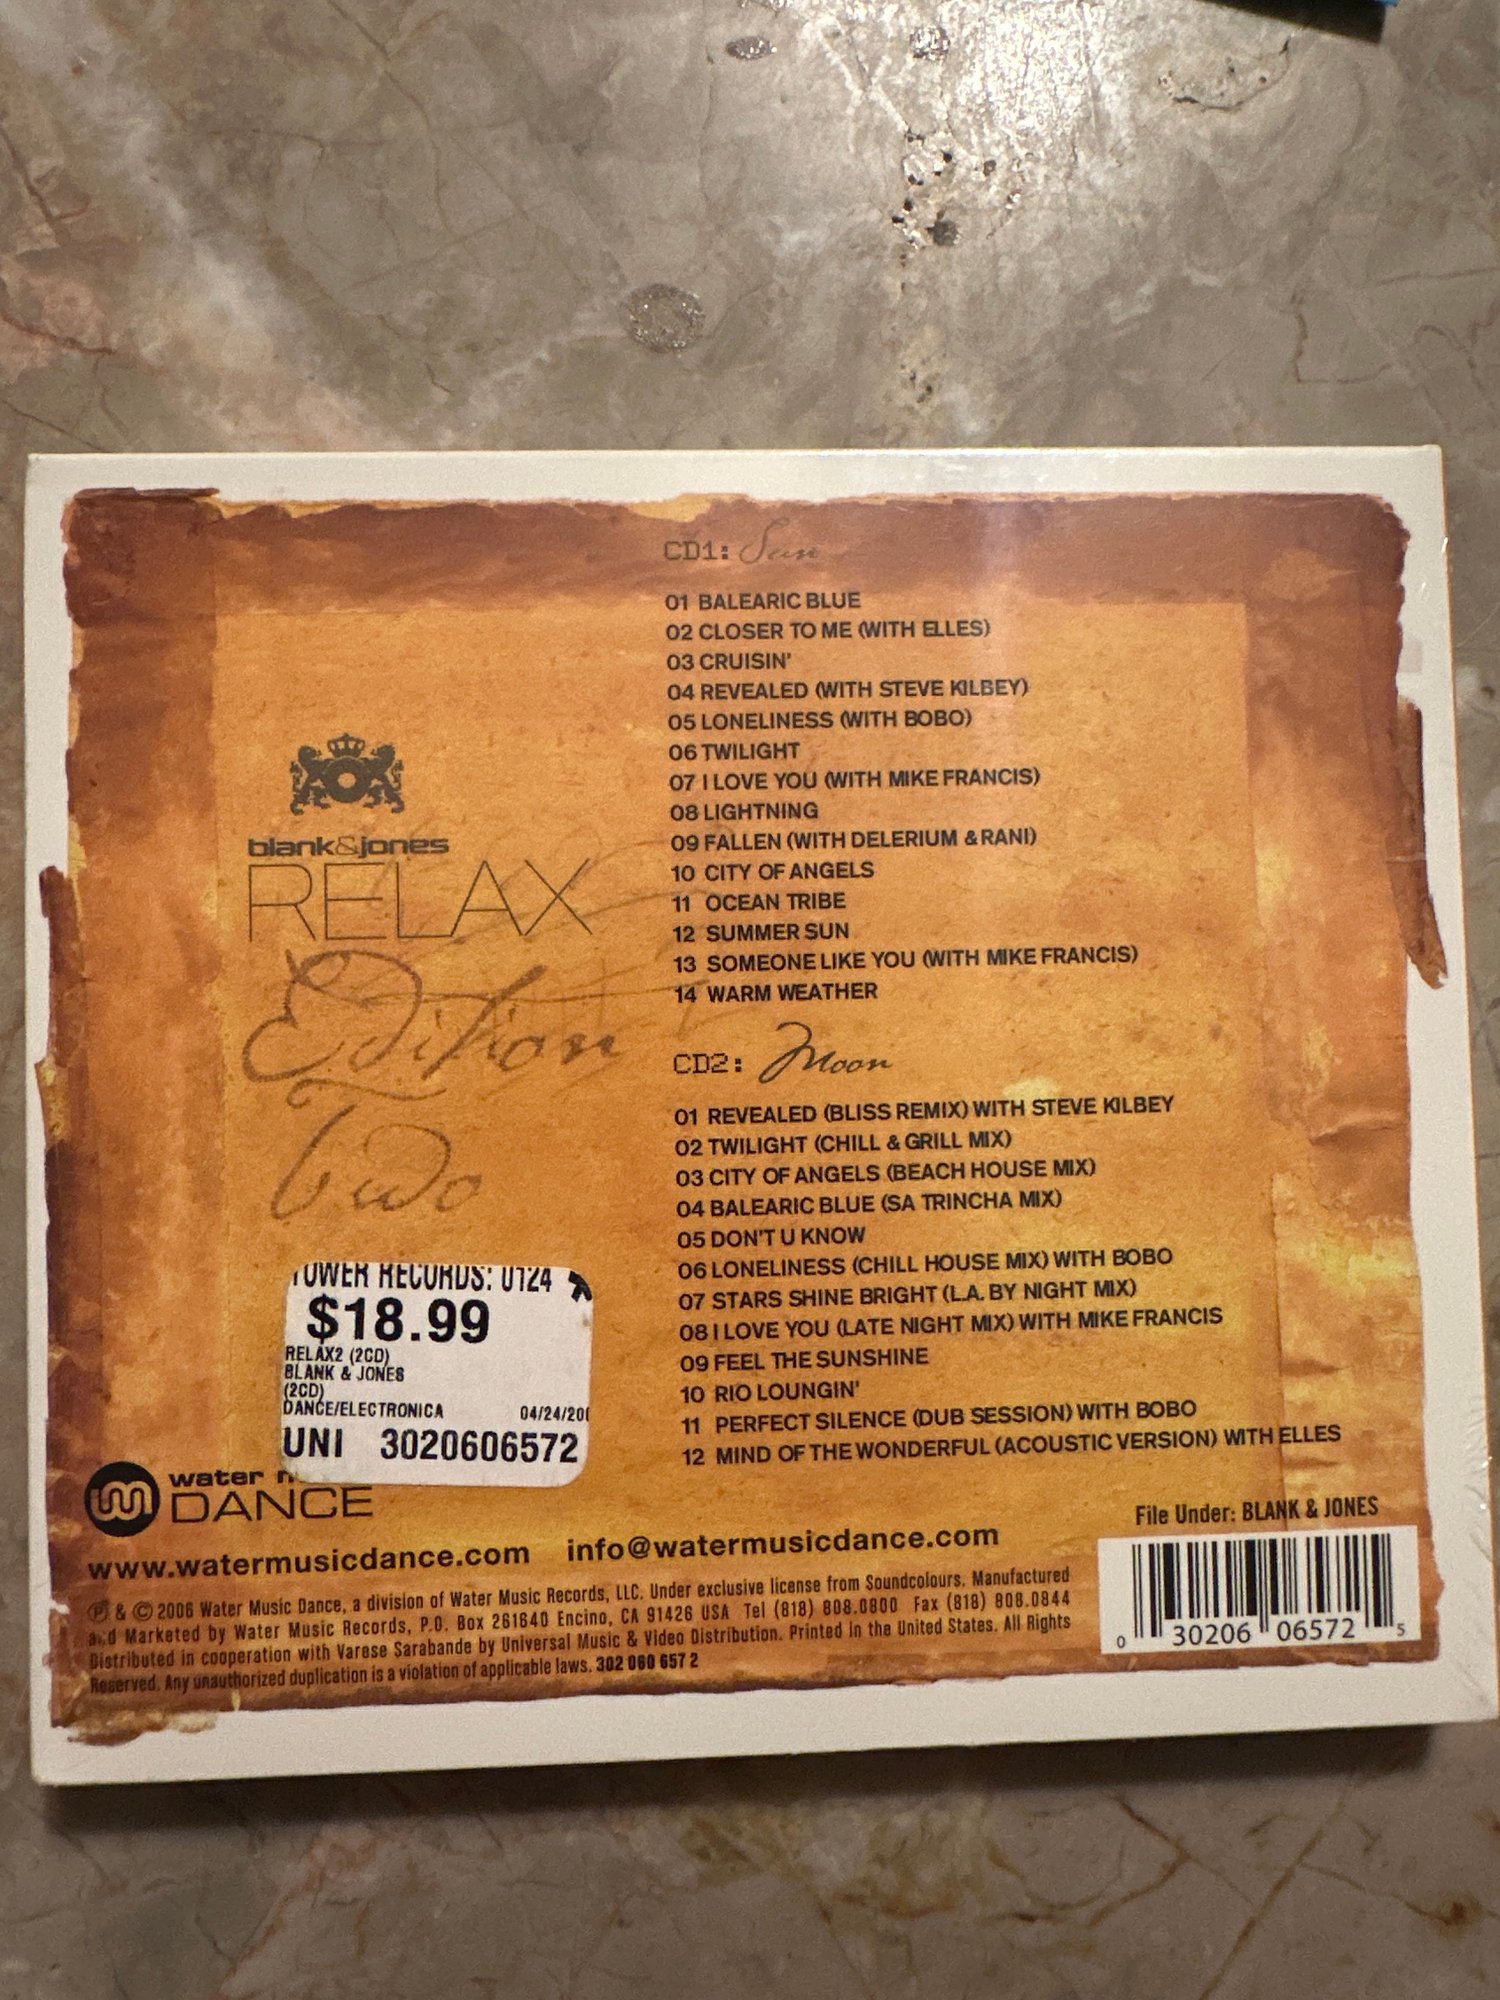 CD1: Sun
01 BALEARIC BLUE
02 CLOSER TO ME (WITH ELLES)
03 CRUISIN'
04 REVEALED (WITH STEVE KILBEY)
05 LONELINESS (WITH BOBO)
06 TWILIGHT
07 I LOVE YOU (WITH MIKE FRANCIS)
08 LIGHTNING
09 FALLEN (WITH DELERIUM & RANI)
10 CITY OF ANGELS
11 OCEAN TRIBE
12 SUMMER SUN
13 SOMEONE LIKE YOU (WITH MIKE FRANCIS)
14 WARM WEATHER
CD2: Moon
01 REVEALED (BLISS REMIX) WITH STEVE KILBEY
02 TWILIGHT (CHILL & GRILL MIX)
03 CITY OF ANGELS (BEACH HOUSE MIX)
04 BALEARIC BLUE (SA TRINCHA MIX)
05 DON'T U KNOW
06 LONELINESS (CHILL HOUSE MIX) WITH BOBO
07 STARS SHINE BRIGHT (L.A. BY NIGHT MIX)
08 I LOVE YOU (LATE NIGHT MIX) WITH MIKE FRANCIS
09 FEEL THE SUNSHINE
10 RIO LOUNGIN'
11 PERFECT SILENCE (DUB SESSION) WITH BOBO
12 MIND OF THE WONDERFUL (ACOUSTIC VERSION) WITH ELLES
blank&jones
RELAX
Edition
Two
TOWER RECORDS: 0124
$18.99
RELAX2 (2CD)
BLANK & JONES
(2CD)
DANCE/ELECTRONICA 04/24/20
UNI 3020606572
water
DANCE
www.watermusicdance.com info@watermusicdance.com
File Under: BLANK & JONES
℗ & © 2006 Water Music Dance, a division of Water Music Records, LLC. Under exclusive license from Soundcolours. Manufactured
and Marketed by Water Music Records, P.O. Box 261640 Encino, CA 91426 USA Tel (818) 808.0800 Fax (818) 808.0844
Distributed in cooperation with Varese Sarabande by Universal Music & Video Distribution. Printed in the United States. All Rights
Reserved. Any unauthorized duplication is a violation of applicable laws. 302 060 657 2
0 30206 06572 5